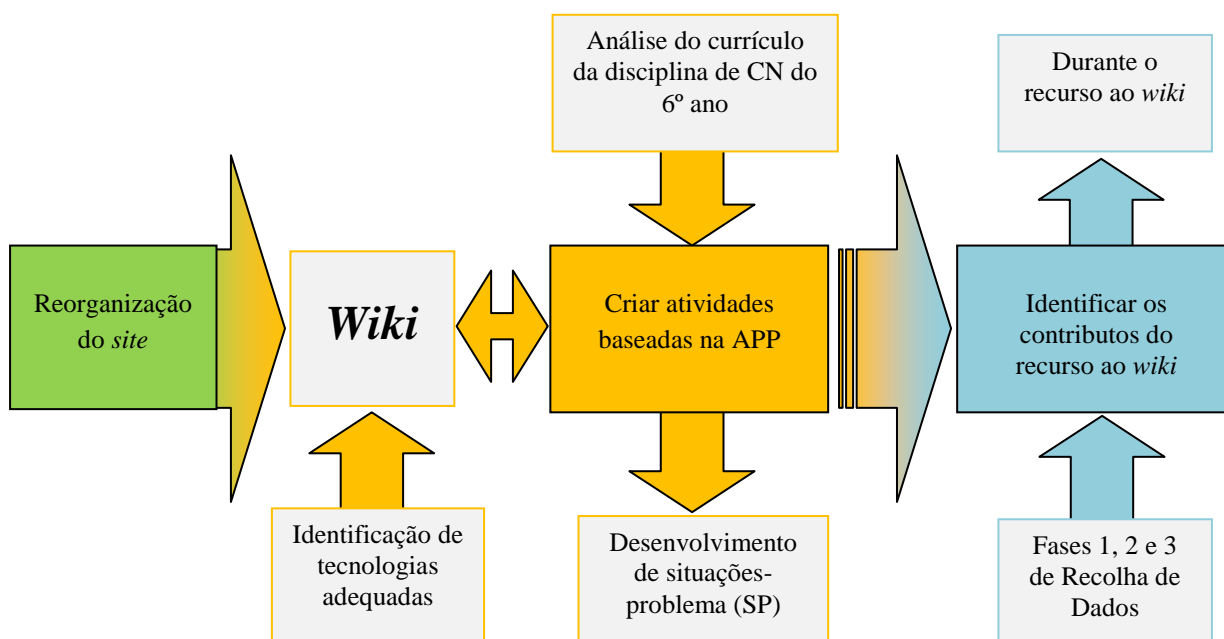 Análise do currículo
da disciplina de CN do
6º ano
Durante o
recurso ao wiki
Reorganização
do site
Wiki
Criar atividades
baseadas na APP
Identificar os
contributos do
recurso ao wiki
Identificação de
tecnologias
adequadas
Desenvolvimento
de situações-
problema (SP)
Fases 1, 2 e 3
de Recolha de
Dados